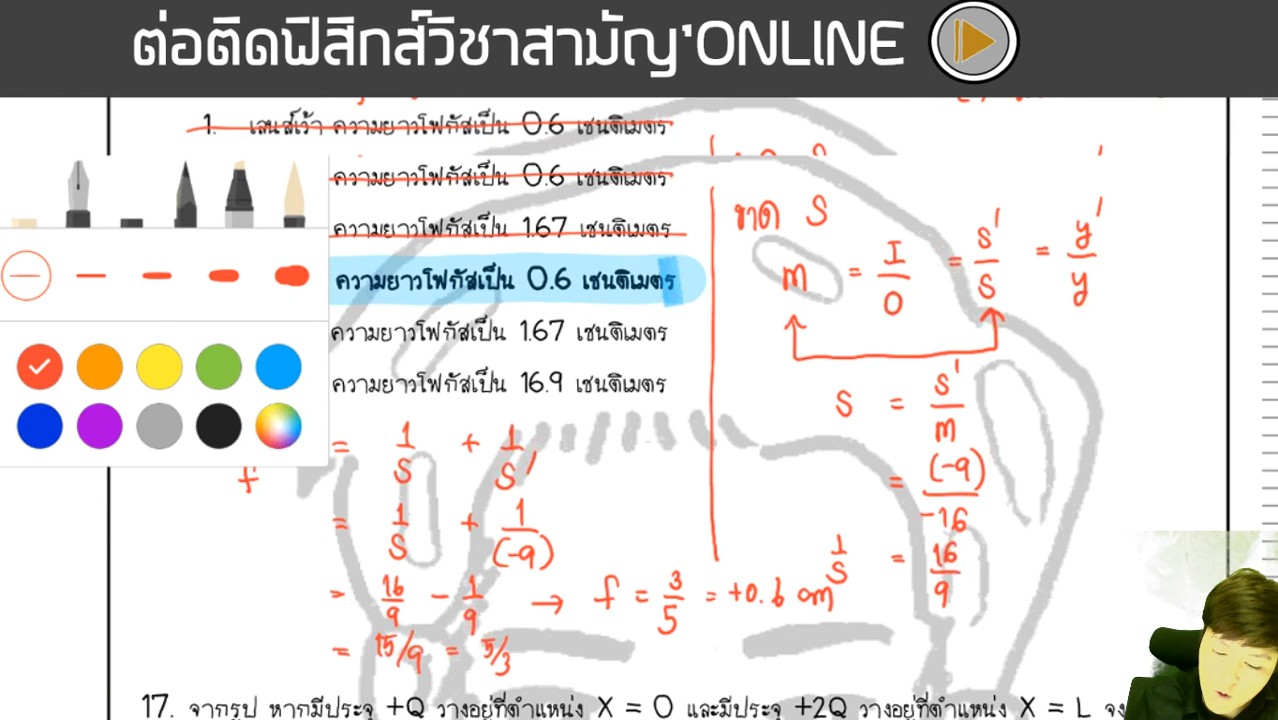 ต่อติดฟิสิกส์วิชาสามัญ'ONLINE
1. เลนส์เว้า ความยาวโฟกัสเป็น 0.6 เซนติเมตร
ความยาวโฟกัสเป็น 0.6 เซนติเมตร
ความยาวโฟกัสเป็น 1.67 เซนติเมตร
ความยาวโฟกัสเป็น 0.6 เซนติเมตร
ความยาวโฟกัสเป็น 1.67 เซนติเมตร
ความยาวโฟกัสเป็น 16.9 เซนติเมตร
f = 1/S + 1/S'
= 1/S + 1/(-9)
= 16/9 - 1/9 → f = 3/5 = +0.6 cm
= 15/9 = 5/3
ขาด S
m = I/O = S'/S = y'/y
S = S'/m
= (-9)/-16
1/S = 16/9
17. จากรูป หากมีประจุ +Q วางอยู่ที่ตำแหน่ง X = 0 และมีประจุ +2Q วางอยู่ที่ตำแหน่ง X = L จง